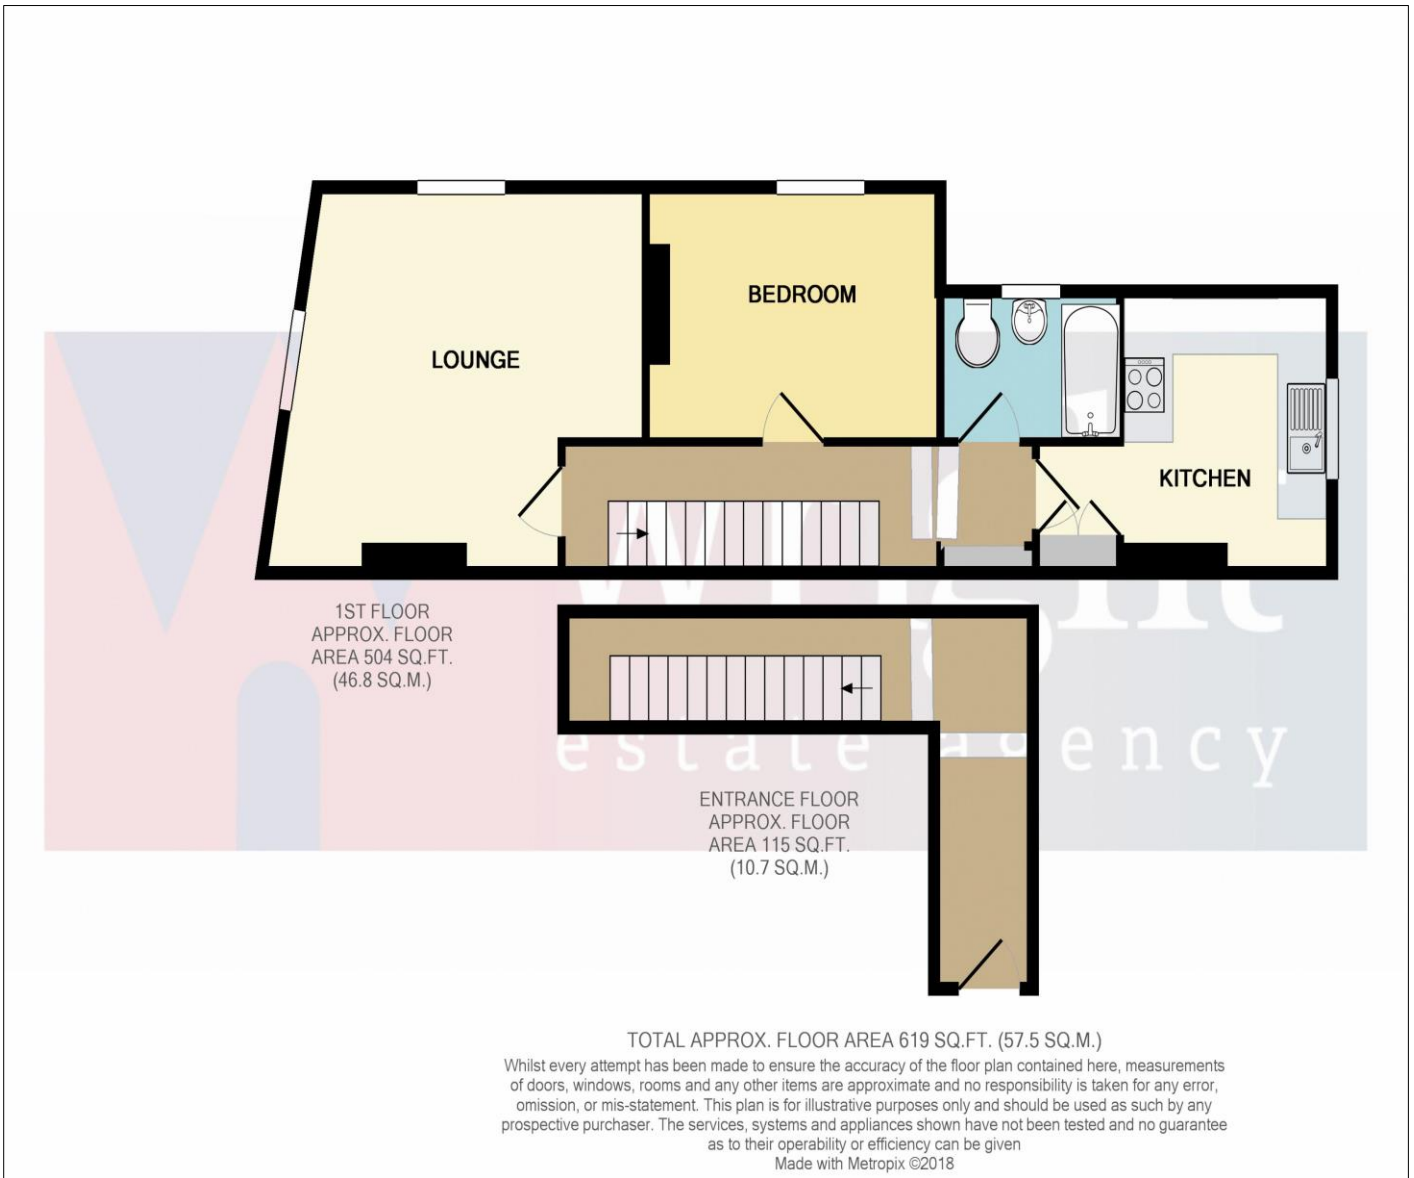 BEDROOM
LOUNGE
KITCHEN
wright
estate agency
1ST FLOOR
APPROX. FLOOR
AREA 504 SQ.FT.
(46.8 SQ.M.)
ENTRANCE FLOOR
APPROX. FLOOR
AREA 115 SQ.FT.
(10.7 SQ.M.)
TOTAL APPROX. FLOOR AREA 619 SQ.FT. (57.5 SQ.M.)
Whilst every attempt has been made to ensure the accuracy of the floor plan contained here, measurements
of doors, windows, rooms and any other items are approximate and no responsibility is taken for any error,
omission, or mis-statement. This plan is for illustrative purposes only and should be used as such by any
prospective purchaser. The services, systems and appliances shown have not been tested and no guarantee
as to their operability or efficiency can be given
Made with Metropix ©2018